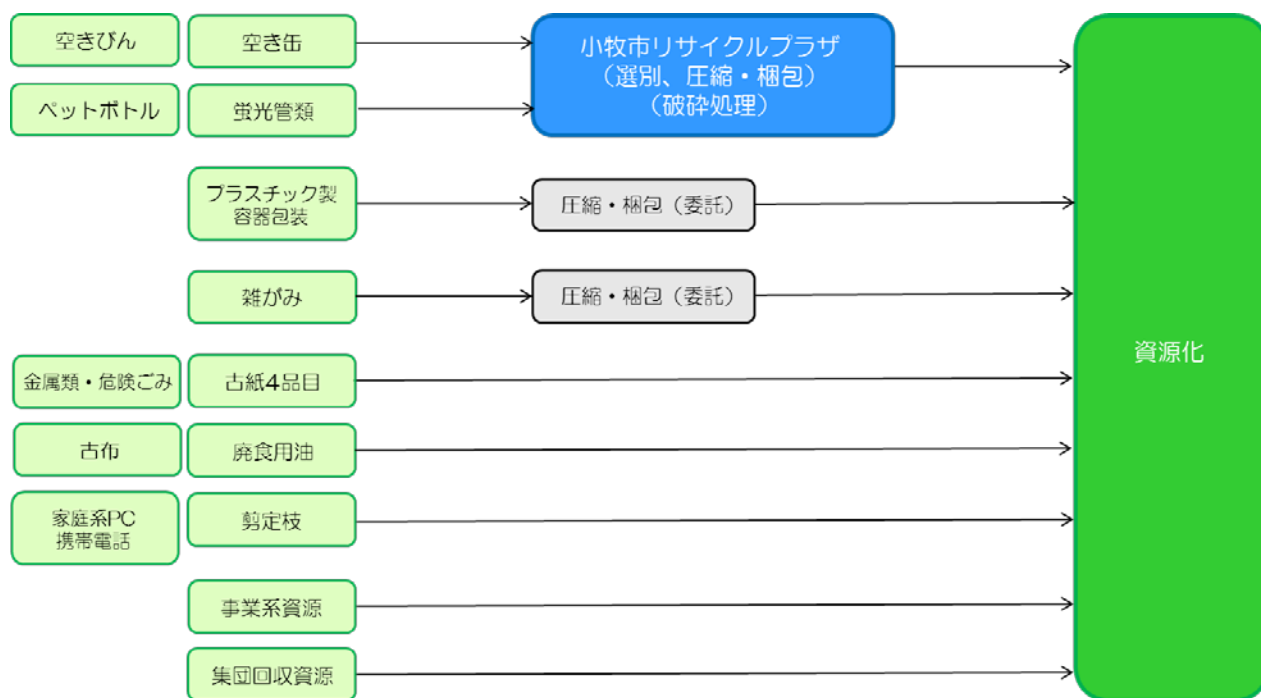 空きびん
空き缶
小牧市リサイクルプラザ
（選別、圧縮・梱包）
（破砕処理）
ペットボトル
蛍光管類
プラスチック製
容器包装
圧縮・梱包（委託）
雑がみ
圧縮・梱包（委託）
資源化
金属類・危険ごみ
古紙4品目
古布
廃食用油
家庭系PC
携帯電話
剪定枝
事業系資源
集団回収資源